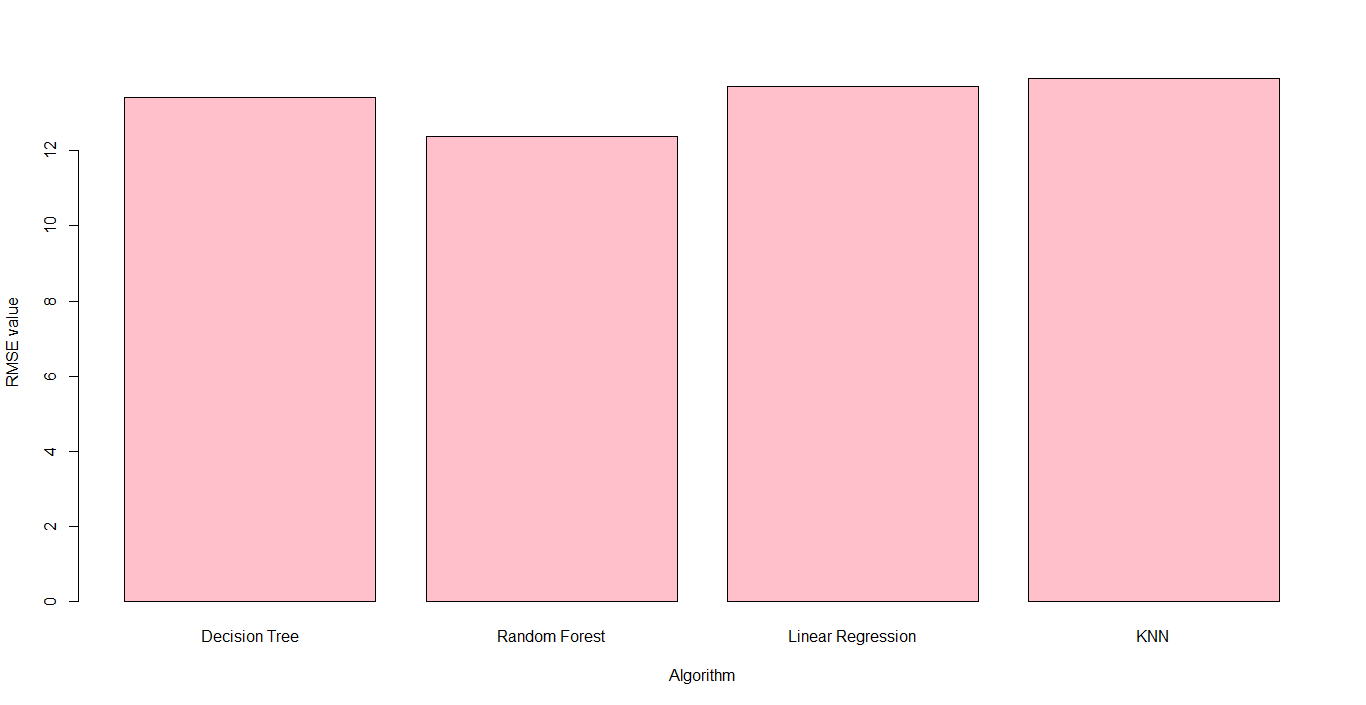 RMSE value
12
10
8
6
4
2
0
Decision Tree
Random Forest
Linear Regression
KNN
Algorithm